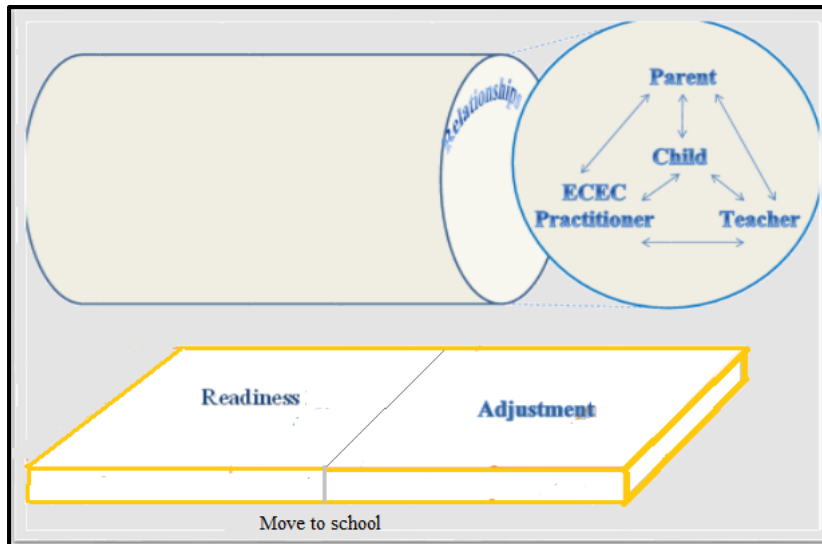 Relationships
Parent
Child
ECEC
Practitioner
Teacher
Readiness
Adjustment
Move to school